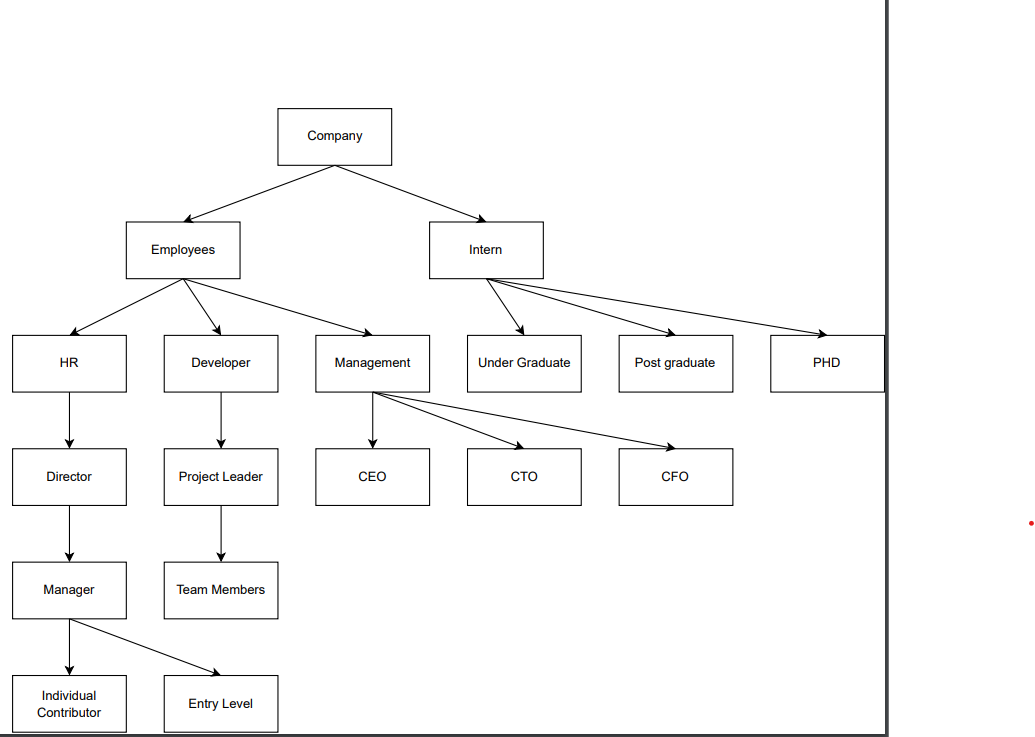 Company
Employees
Intern
HR
Developer
Management
Under Graduate
Post graduate
PHD
Director
Project Leader
CEO
CTO
CFO
Manager
Team Members
Individual
Contributor
Entry Level